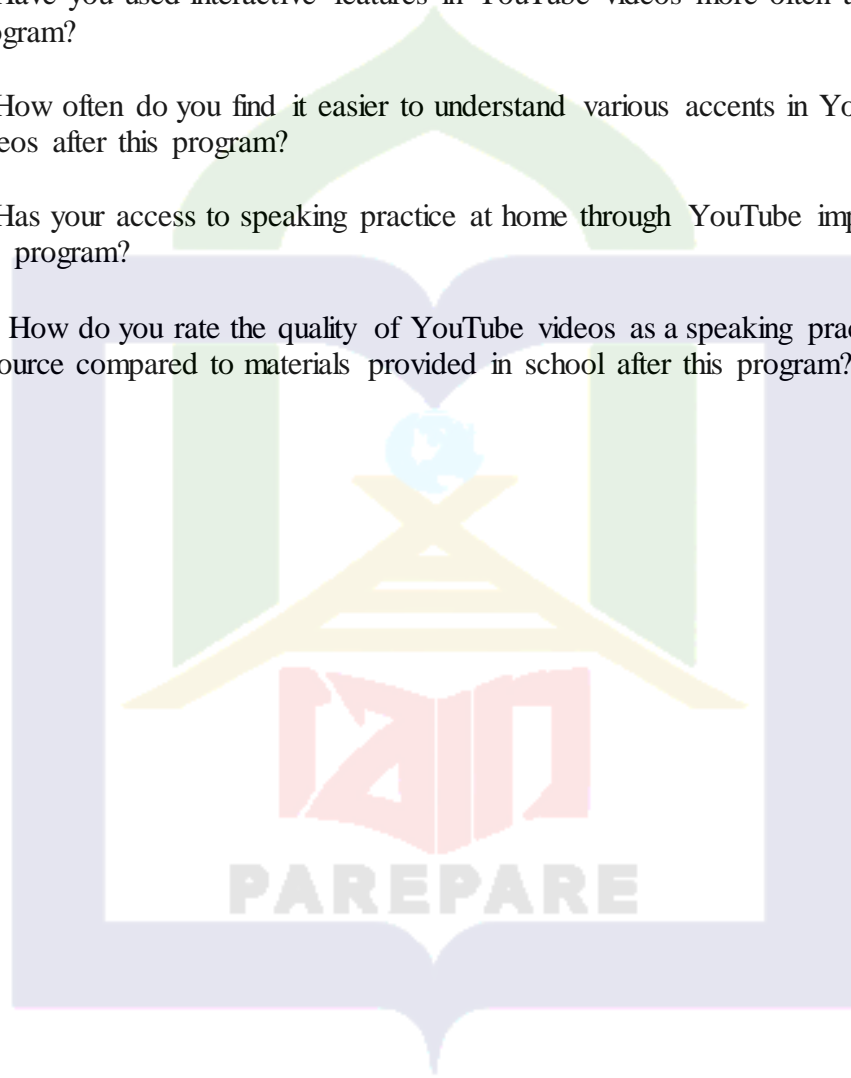 Have you used interactive features in YouTube videos more often
ogram?
How often do you find it easier to understand various accents in Yo
eos after this program?
Has your access to speaking practice at home through YouTube imp
program?
How do you rate the quality of YouTube videos as a speaking prac
ource compared to materials provided in school after this program?
iain
PAREPARE